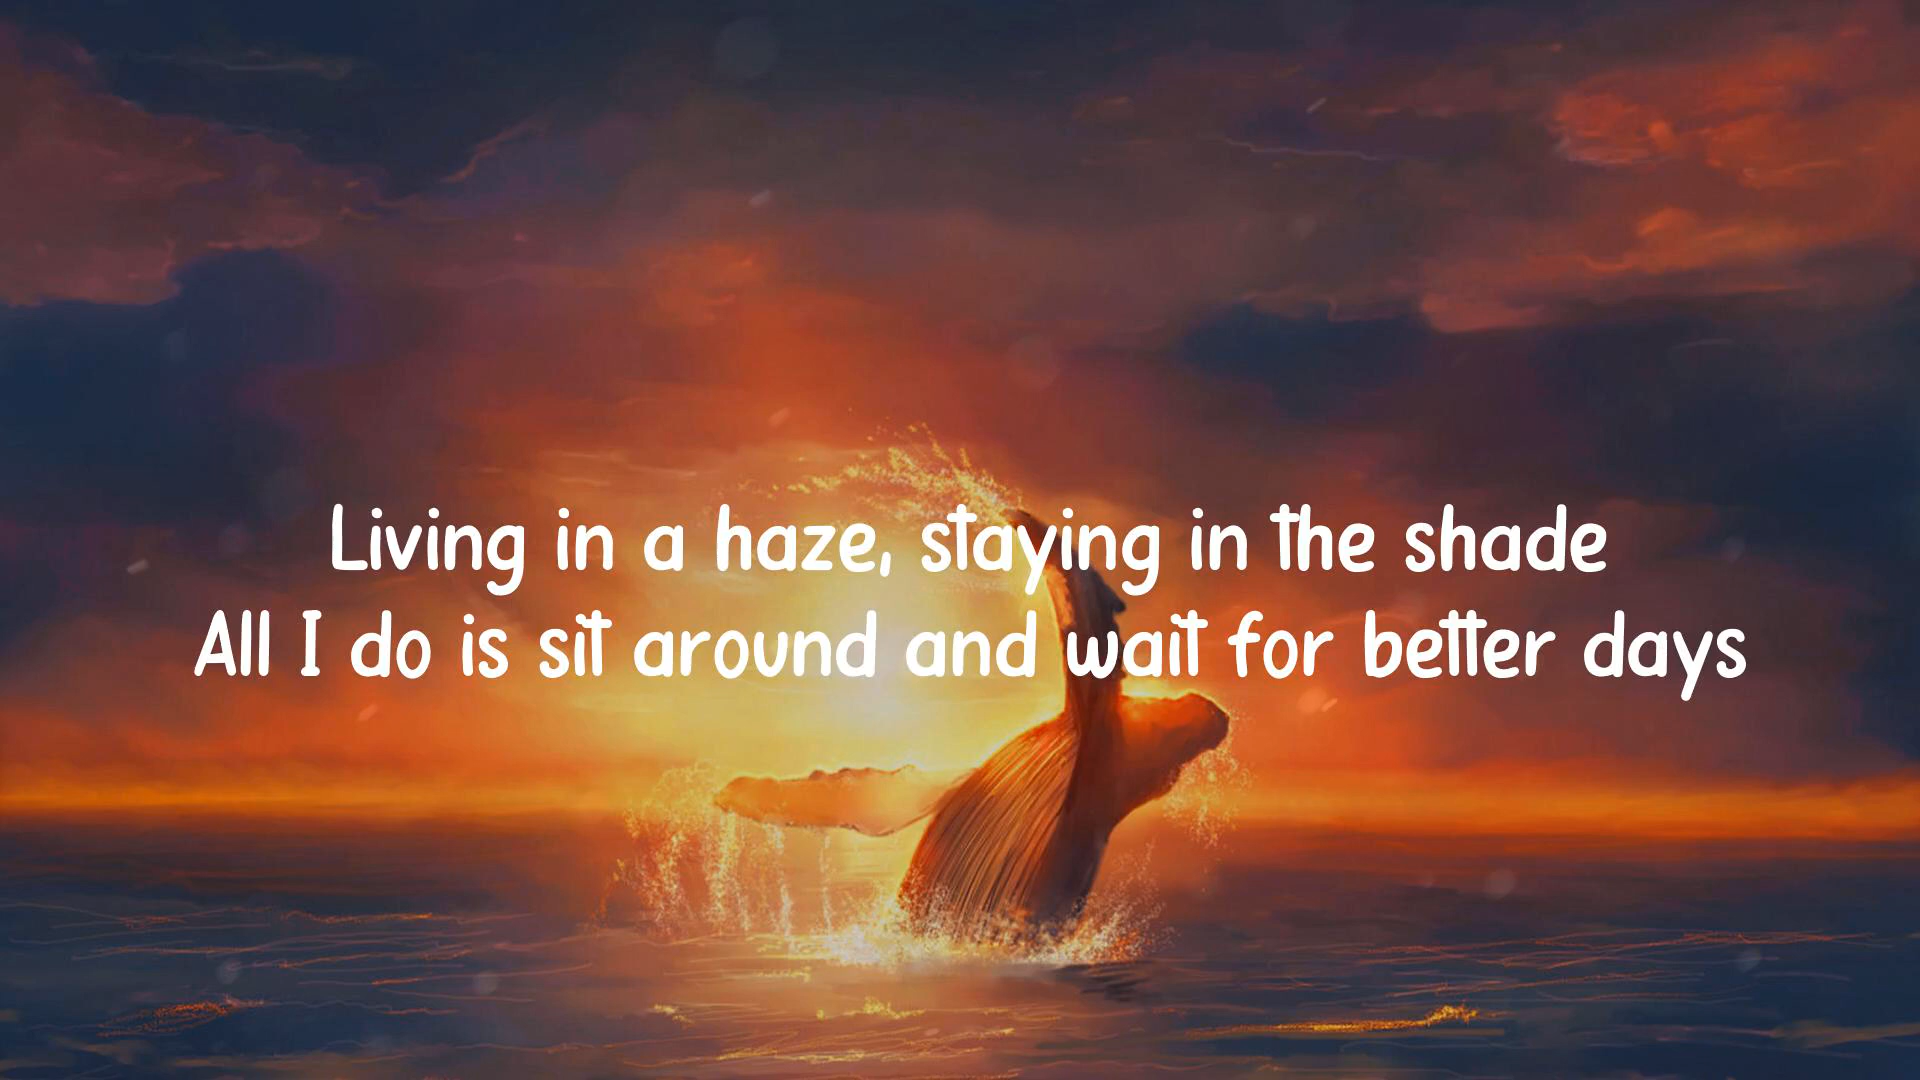 Living in a haze, staying in the shade
All I do is sit around and wait for better days